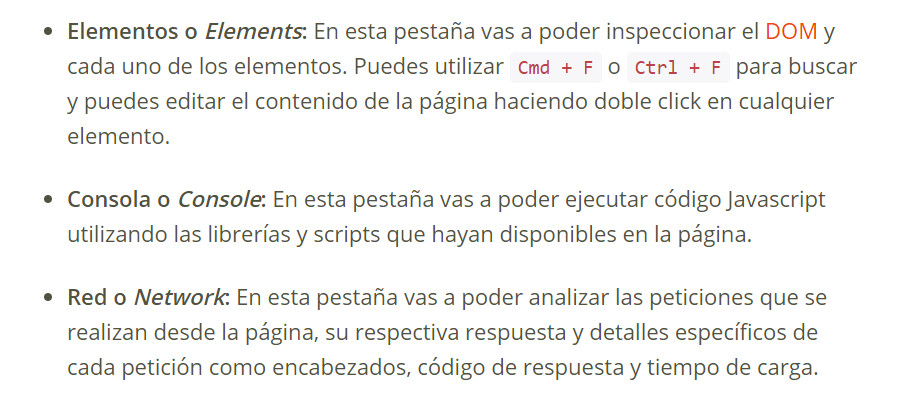 • Elementos o Elements: En esta pestaña vas a poder inspeccionar el DOM y
cada uno de los elementos. Puedes utilizar Cmd + F o Ctrl + F para buscar
y puedes editar el contenido de la página haciendo doble click en cualquier
elemento.
• Consola o Console: En esta pestaña vas a poder ejecutar código Javascript
utilizando las librerías y scripts que hayan disponibles en la página.
• Red o Network: En esta pestaña vas a poder analizar las peticiones que se
realizan desde la página, su respectiva respuesta y detalles específicos de
cada petición como encabezados, código de respuesta y tiempo de carga.